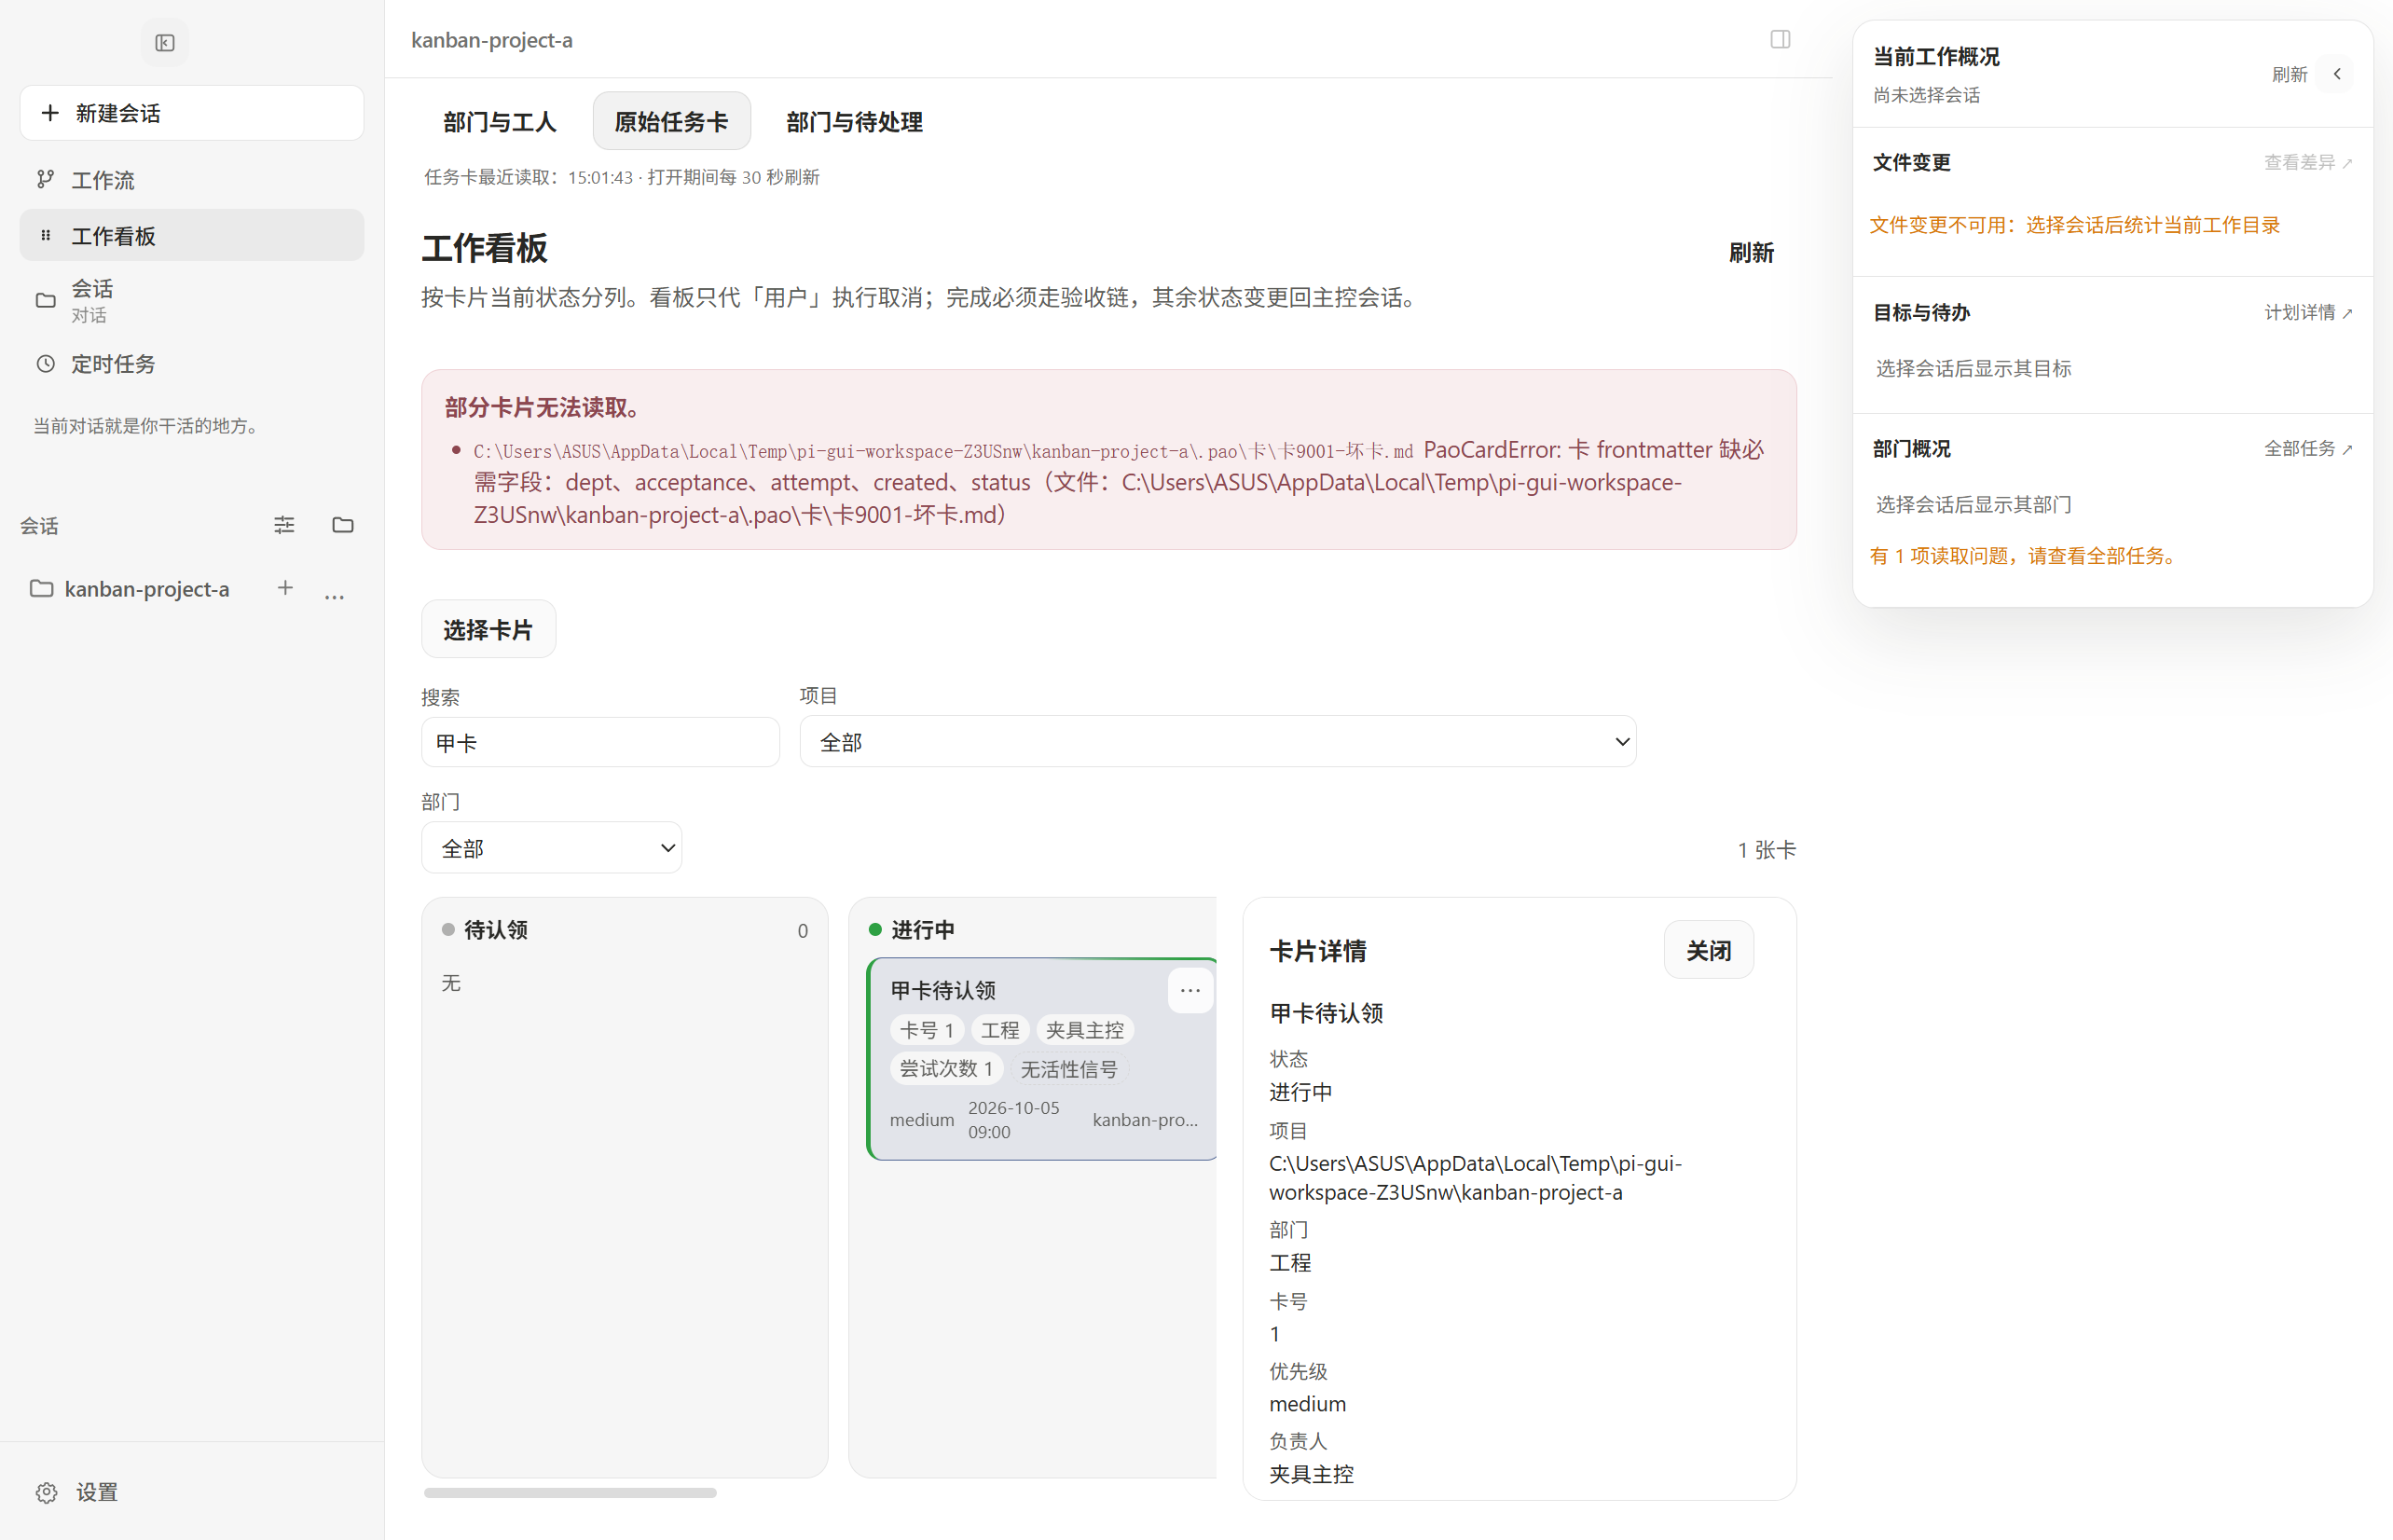 新建会话
工作流
工作看板
会话
对话
定时任务
当前对话就是你干活的地方。
会话
kanban-project-a
设置
kanban-project-a
部门与工人
原始任务卡
部门与待处理
任务卡最近读取：15:01:43 · 打开期间每 30 秒刷新
工作看板
刷新
按卡片当前状态分列。看板只代「用户」执行取消；完成必须走验收链，其余状态变更回主控会话。
部分卡片无法读取。
C:\Users\ASUS\AppData\Local\Temp\pi-gui-workspace-Z3USnw\kanban-project-a\.pao\卡\卡9001-坏卡.md PaoCardError: 卡 frontmatter 缺必
需字段：dept、acceptance、attempt、created、status（文件：C:\Users\ASUS\AppData\Local\Temp\pi-gui-workspace-
Z3USnw\kanban-project-a\.pao\卡\卡9001-坏卡.md）
选择卡片
搜索
甲卡
项目
全部
部门
全部
1 张卡
待认领
0
无
进行中
甲卡待认领
...
卡号 1
工程
夹具主控
尝试次数 1
无活性信号
medium
2026-10-05
09:00
kanban-pro...
卡片详情
关闭
甲卡待认领
状态
进行中
项目
C:\Users\ASUS\AppData\Local\Temp\pi-gui-
workspace-Z3USnw\kanban-project-a
部门
工程
卡号
1
优先级
medium
负责人
夹具主控
当前工作概况
尚未选择会话
刷新
文件变更
查看差异 ↗
文件变更不可用：选择会话后统计当前工作目录
目标与待办
计划详情 ↗
选择会话后显示其目标
部门概况
全部任务 ↗
选择会话后显示其部门
有 1 项读取问题，请查看全部任务。